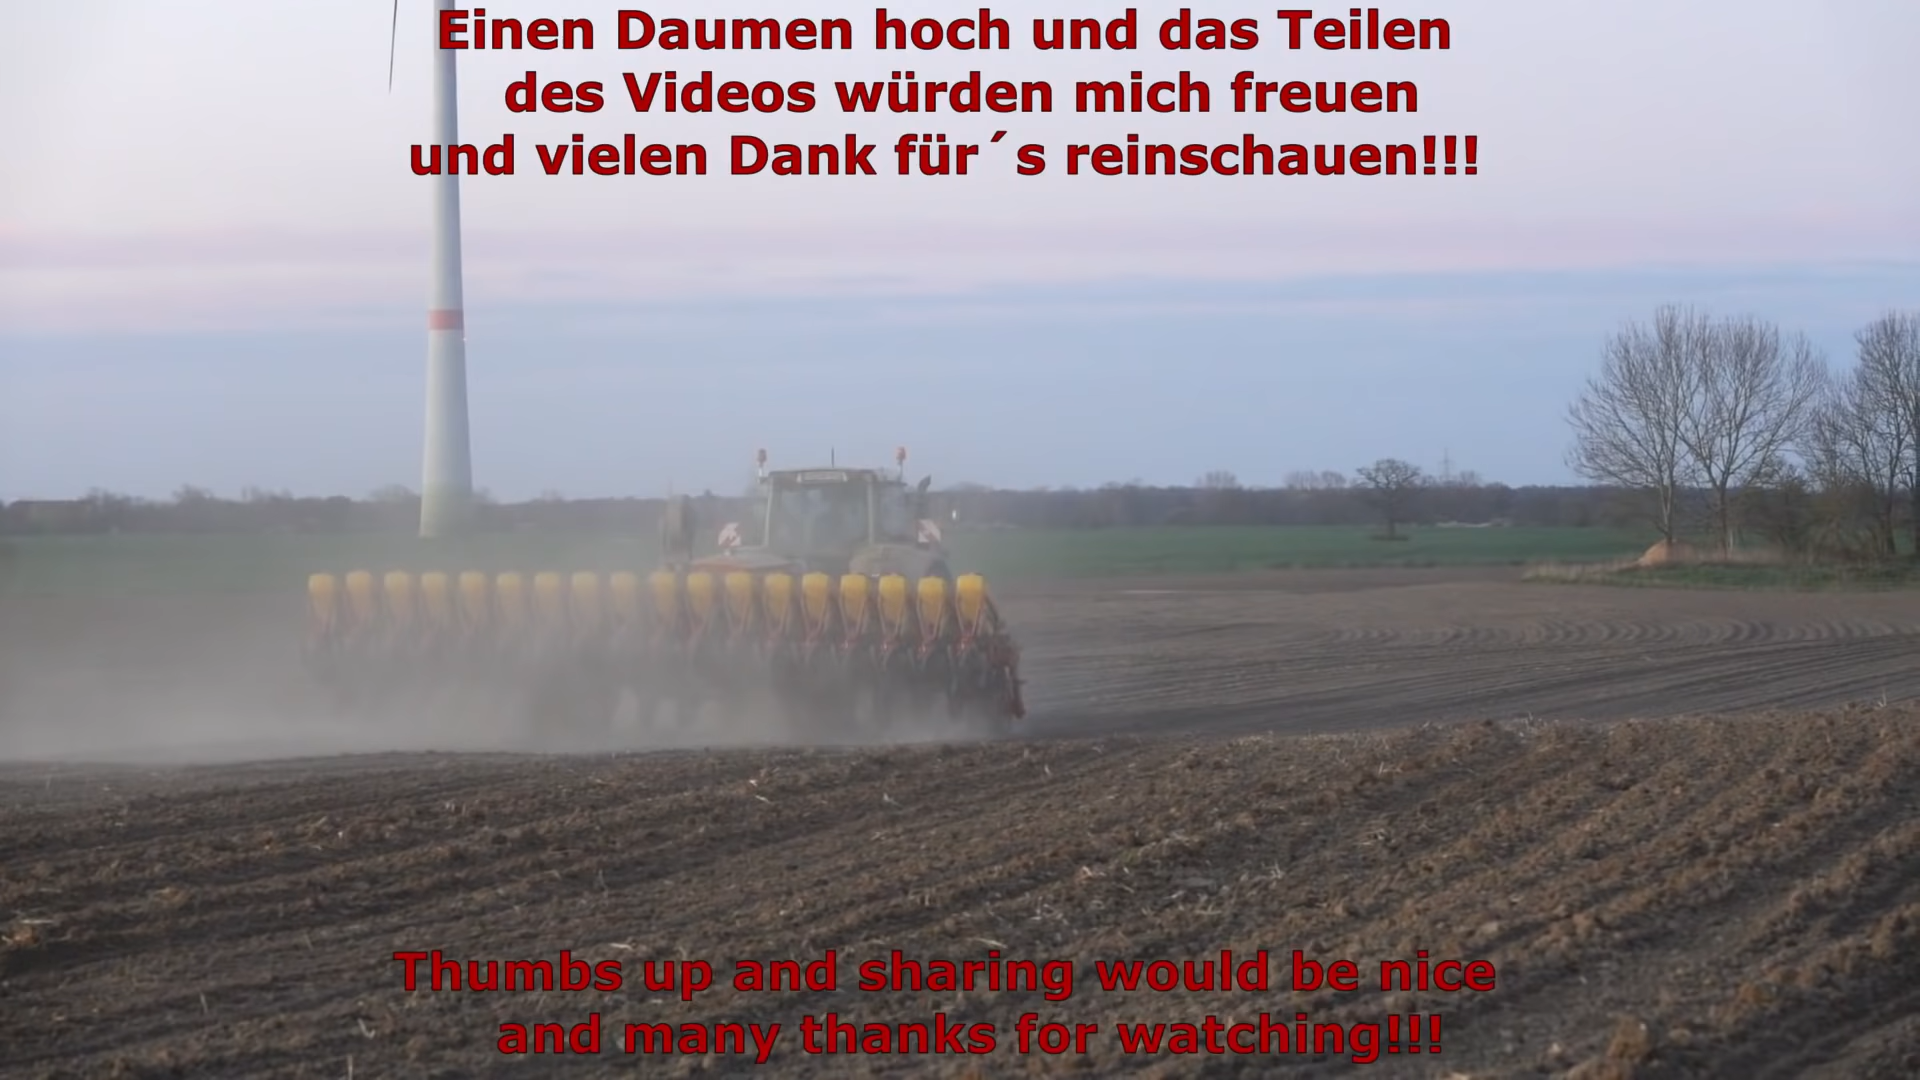 Einen Daumen hoch und das Teilen
des Videos würden mich freuen
und vielen Dank für´s reinschauen!!!
Thumbs up and sharing would be nice
and many thanks for watching!!!